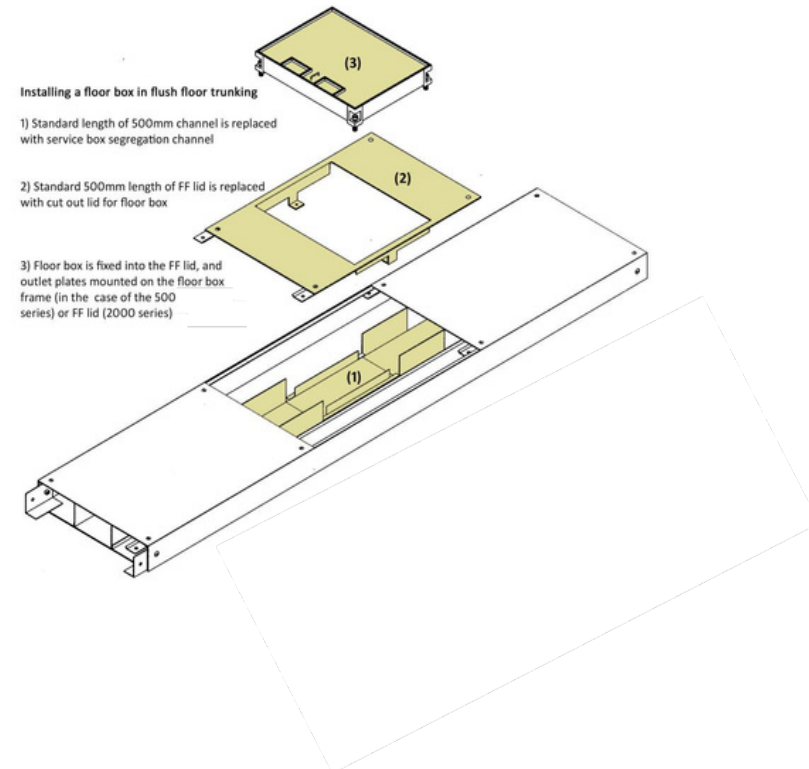 (3)
Installing a floor box in flush floor trunking
1) Standard length of 500mm channel is replaced
with service box segregation channel
(2)
2) Standard 500mm length of FF lid is replaced
with cut out lid for floor box
3) Floor box is fixed into the FF lid, and
outlet plates mounted on the floor box
frame (in the case of the 500
series) or FF lid (2000 series)
(1)